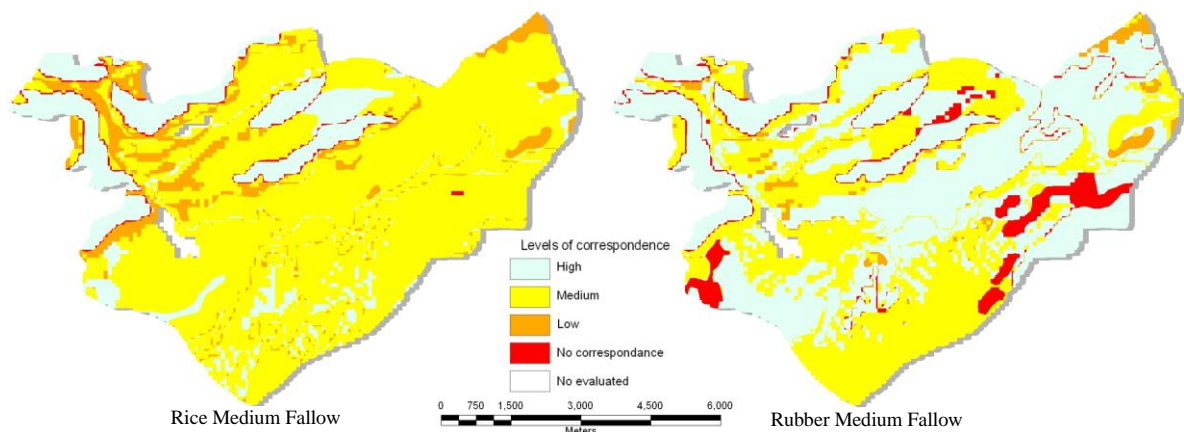 Levels of correspondence
High
Medium
Low
No correspondance
No evaluated
0 750 1,500 3,000 4,500 6,000
Meters
Rice Medium Fallow
Rubber Medium Fallow